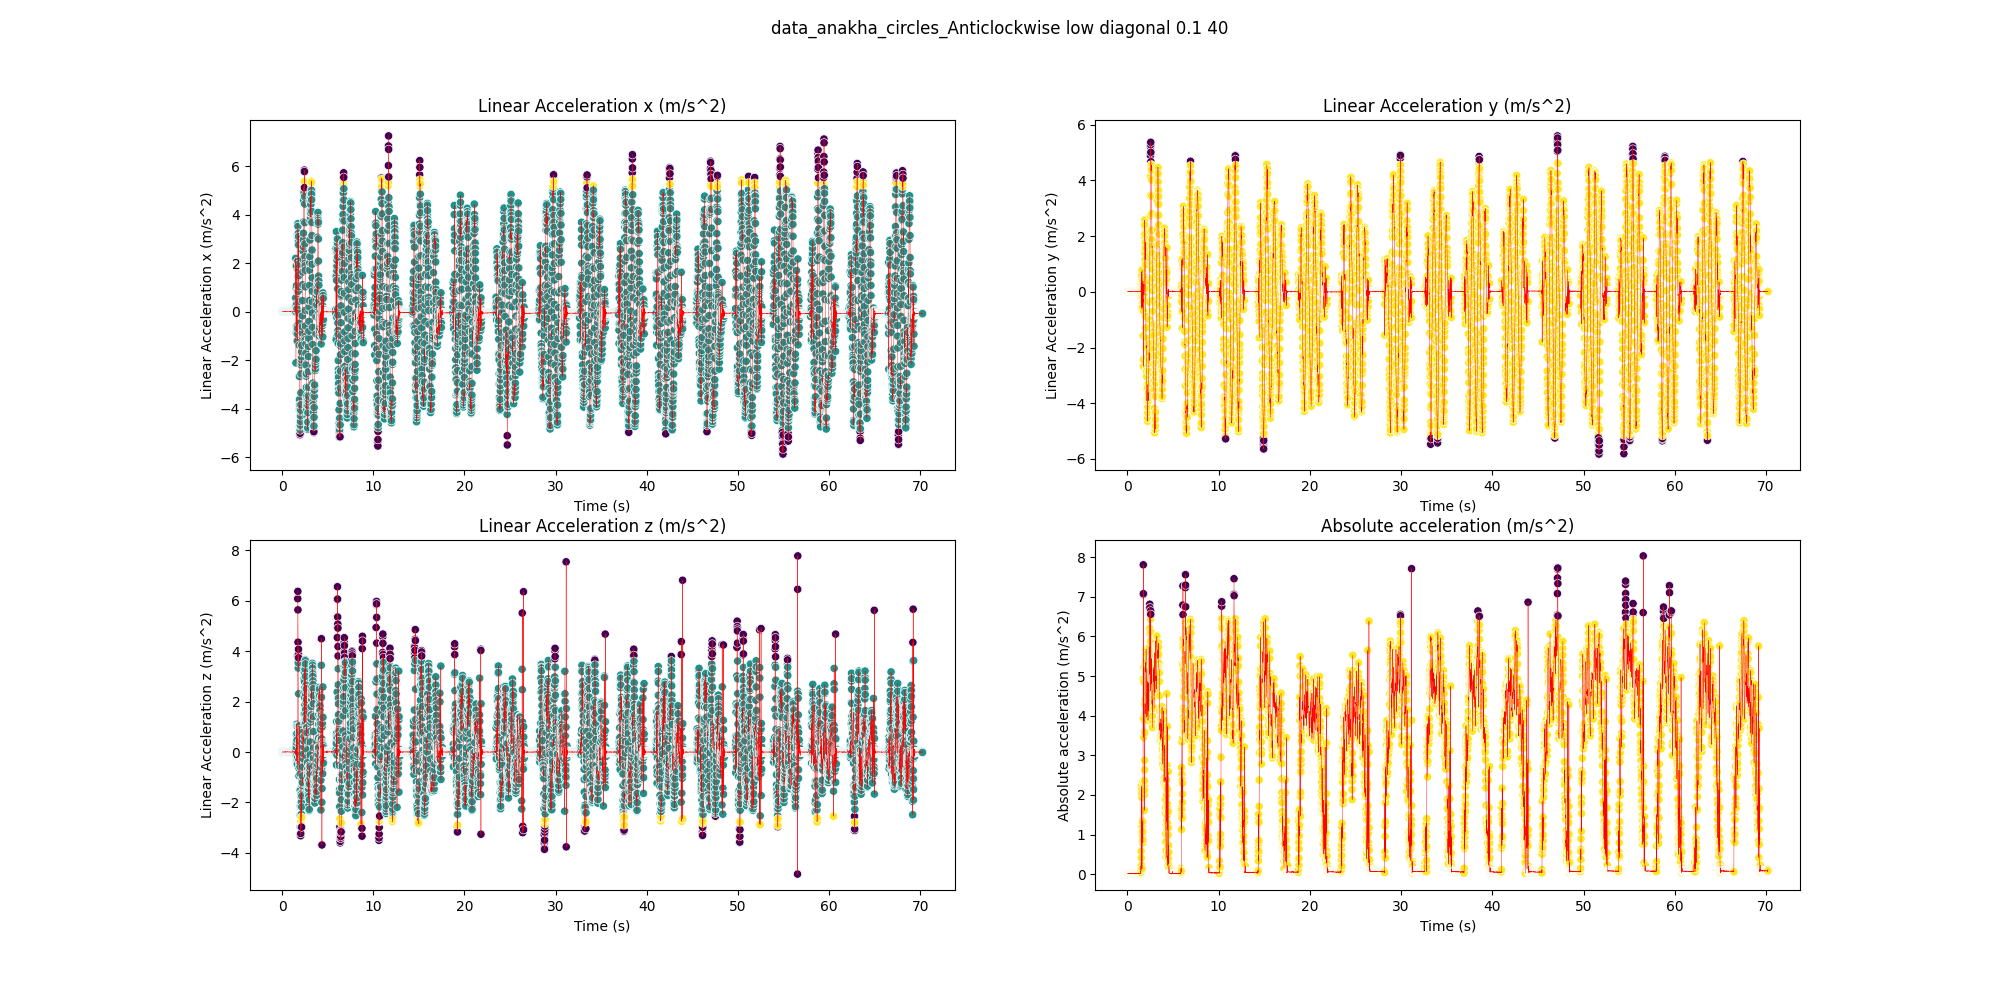 data_anakha_circles_Anticlockwise low diagonal 0.1 40
Linear Acceleration x (m/s^2)
Linear Acceleration x (m/s^2)
6
4
2
0
−2
−4
−6
0 10 20 30 40 50 60 70
Time (s)
Linear Acceleration y (m/s^2)
Linear Acceleration y (m/s^2)
6
4
2
0
−2
−4
−6
0 10 20 30 40 50 60 70
Time (s)
Linear Acceleration z (m/s^2)
Linear Acceleration z (m/s^2)
8
6
4
2
0
−2
−4
0 10 20 30 40 50 60 70
Time (s)
Absolute acceleration (m/s^2)
Absolute acceleration (m/s^2)
8
7
6
5
4
3
2
1
0
0 10 20 30 40 50 60 70
Time (s)